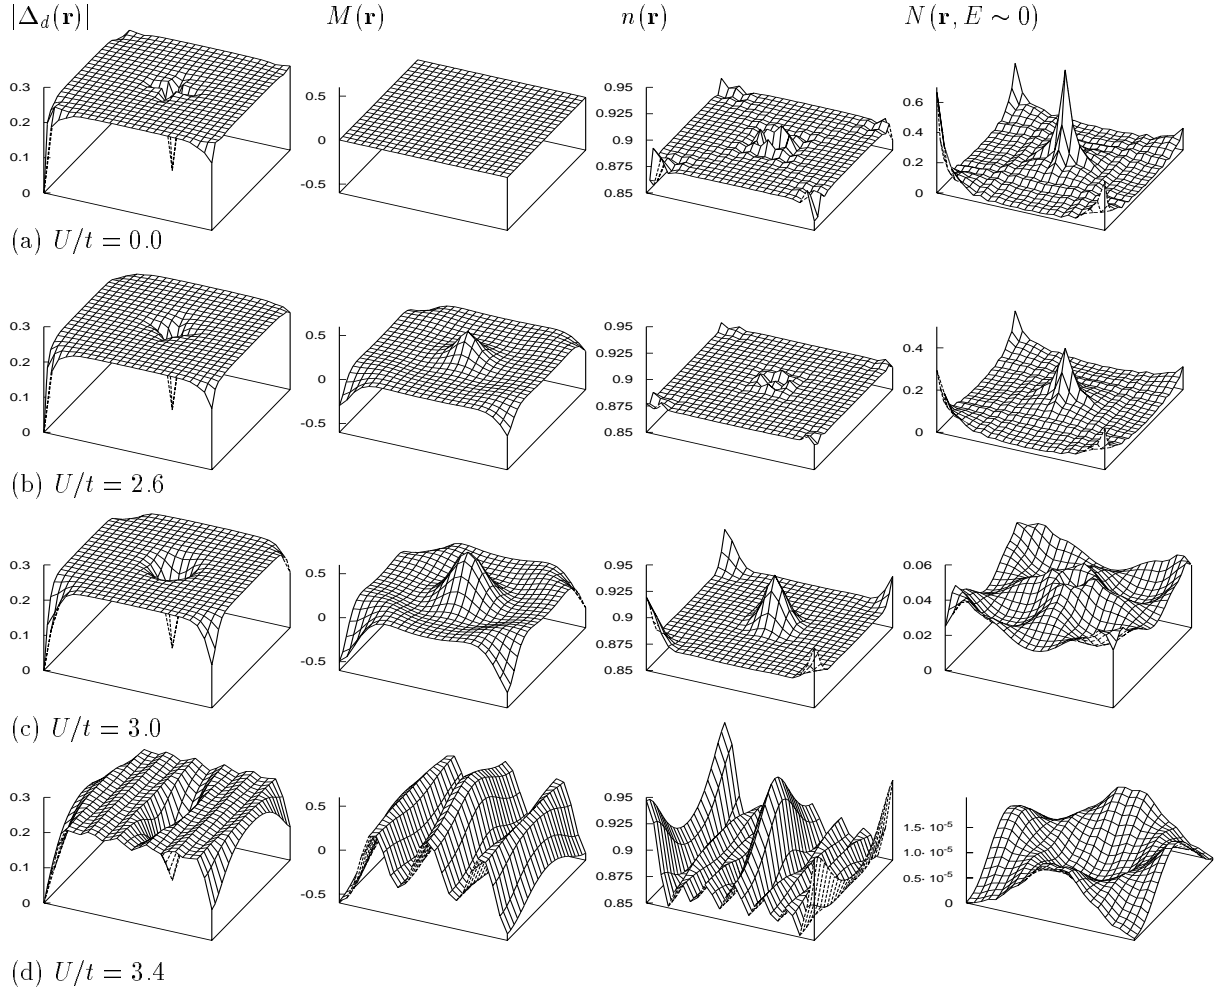 |Δ_d(r)| M(r) n(r) N(r, E ∼ 0)
0.3 0.5 0.95 0.6
0.2 0.925 0.4
0.1 0 0.9 0.2
0 -0.5 0.875 0
0.85
(a) U/t = 0.0
0.3 0.5 0.95 0.4
0.2 0 0.925 0.2
0.1 -0.5 0.9 0
0 0.875
0.85
(b) U/t = 2.6
0.3 0.5 0.95 0.06
0.2 0 0.925 0.04
0.1 -0.5 0.9 0.02
0 0.875 0
0.85
(c) U/t = 3.0
0.3 0.5 0.95 1.5· 10⁻⁵
0.2 0 0.925 1.0· 10⁻⁵
0.1 -0.5 0.9 0.5· 10⁻⁵
0 0.875 0
0.85
(d) U/t = 3.4